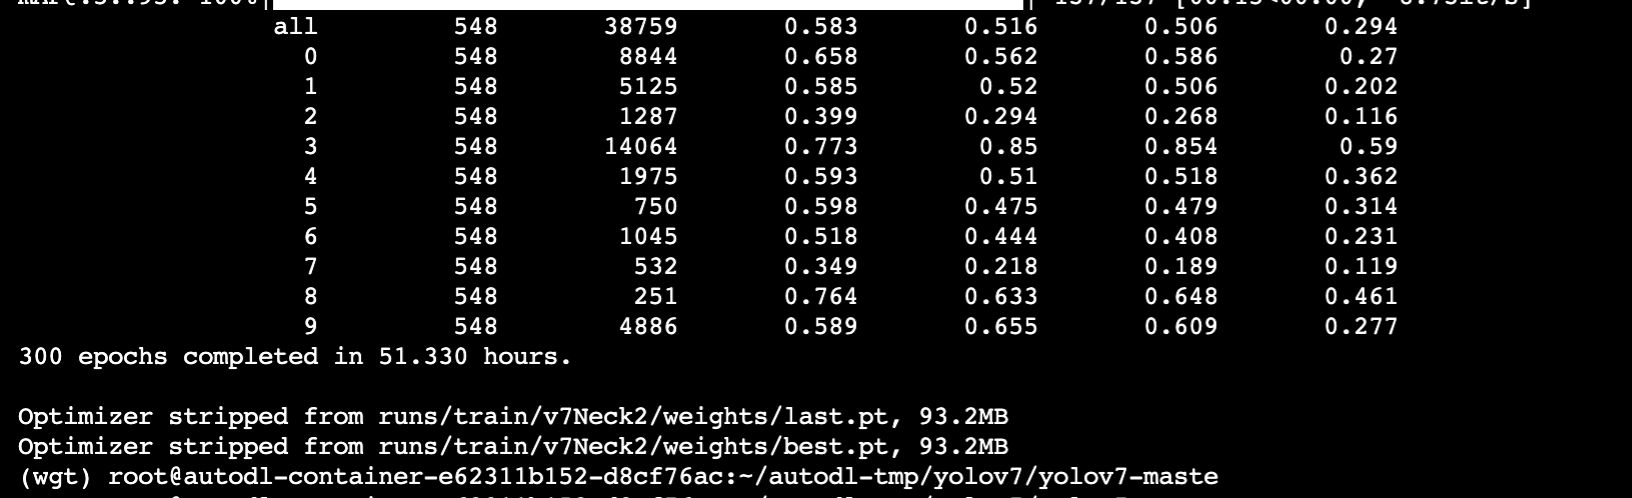 all 548 38759 0.583 0.516 0.506 0.294
0 548 8844 0.658 0.562 0.586 0.27
1 548 5125 0.585 0.52 0.506 0.202
2 548 1287 0.399 0.294 0.268 0.116
3 548 14064 0.773 0.85 0.854 0.59
4 548 1975 0.593 0.51 0.518 0.362
5 548 750 0.598 0.475 0.479 0.314
6 548 1045 0.518 0.444 0.408 0.231
7 548 532 0.349 0.218 0.189 0.119
8 548 251 0.764 0.633 0.648 0.461
9 548 4886 0.589 0.655 0.609 0.277
300 epochs completed in 51.330 hours.
Optimizer stripped from runs/train/v7Neck2/weights/last.pt, 93.2MB
Optimizer stripped from runs/train/v7Neck2/weights/best.pt, 93.2MB
(wgt) root@autodl-container-e62311b152-d8cf76ac:~/autodl-tmp/yolov7/yolov7-maste